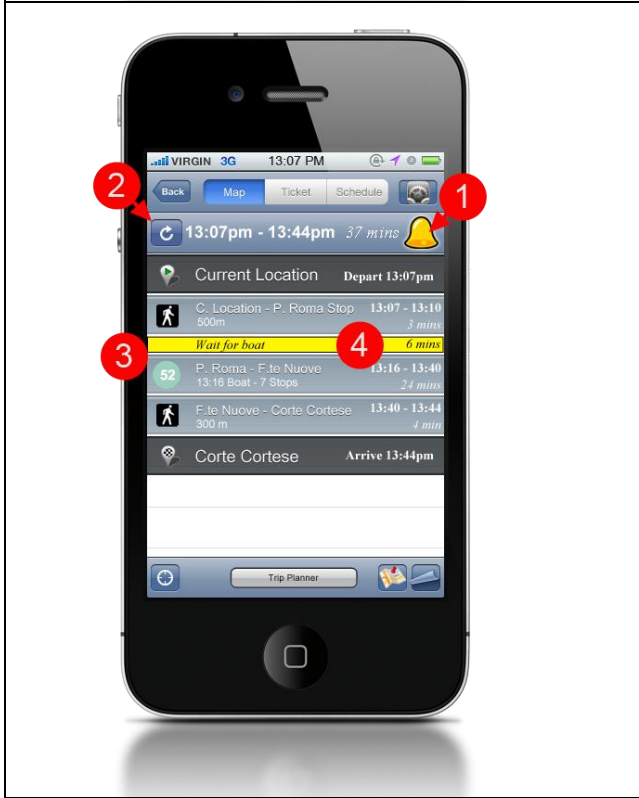 VIRGIN 3G 13:07 PM
Back Map Ticket Schedule
1
2
13:07pm - 13:44pm 37 mins
Current Location Depart 13:07pm
C. Location - P. Roma Stop 13:07 - 13:10
500m 3 mins
3
Wait for boat 4 6 mins
52 P. Roma - F.te Nuove 13:16 - 13:40
13:16 Boat - 7 Stops 24 mins
F.te Nuove - Corte Cortese 13:40 - 13:44
300 m 4 min
Corte Cortese Arrive 13:44pm
Trip Planner